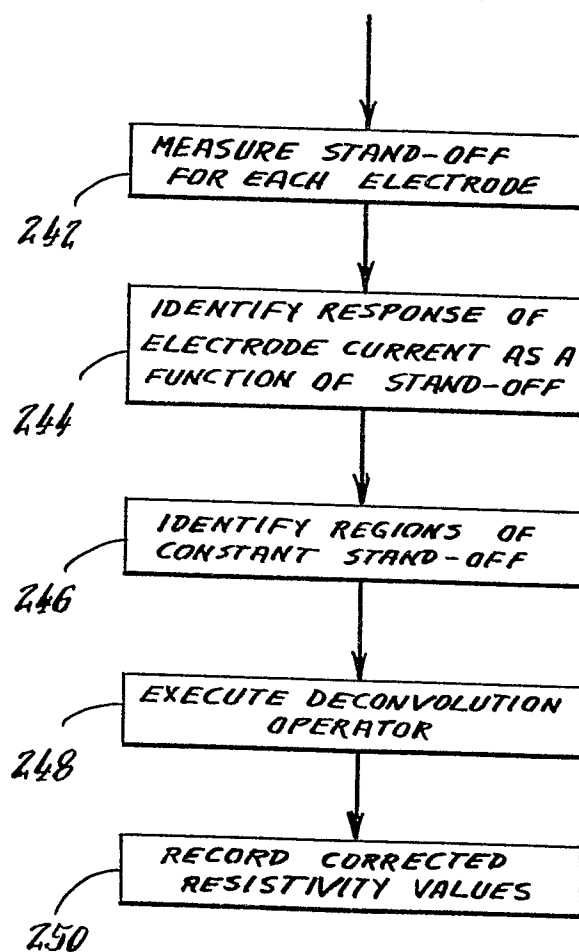 MEASURE STAND-OFF
FOR EACH ELECTRODE
242
IDENTIFY RESPONSE OF
ELECTRODE CURRENT AS A
FUNCTION OF STAND-OFF
244
IDENTIFY REGIONS OF
CONSTANT STAND-OFF
246
EXECUTE DECONVOLUTION
OPERATOR
248
RECORD CORRECTED
RESISTIVITY VALUES
250